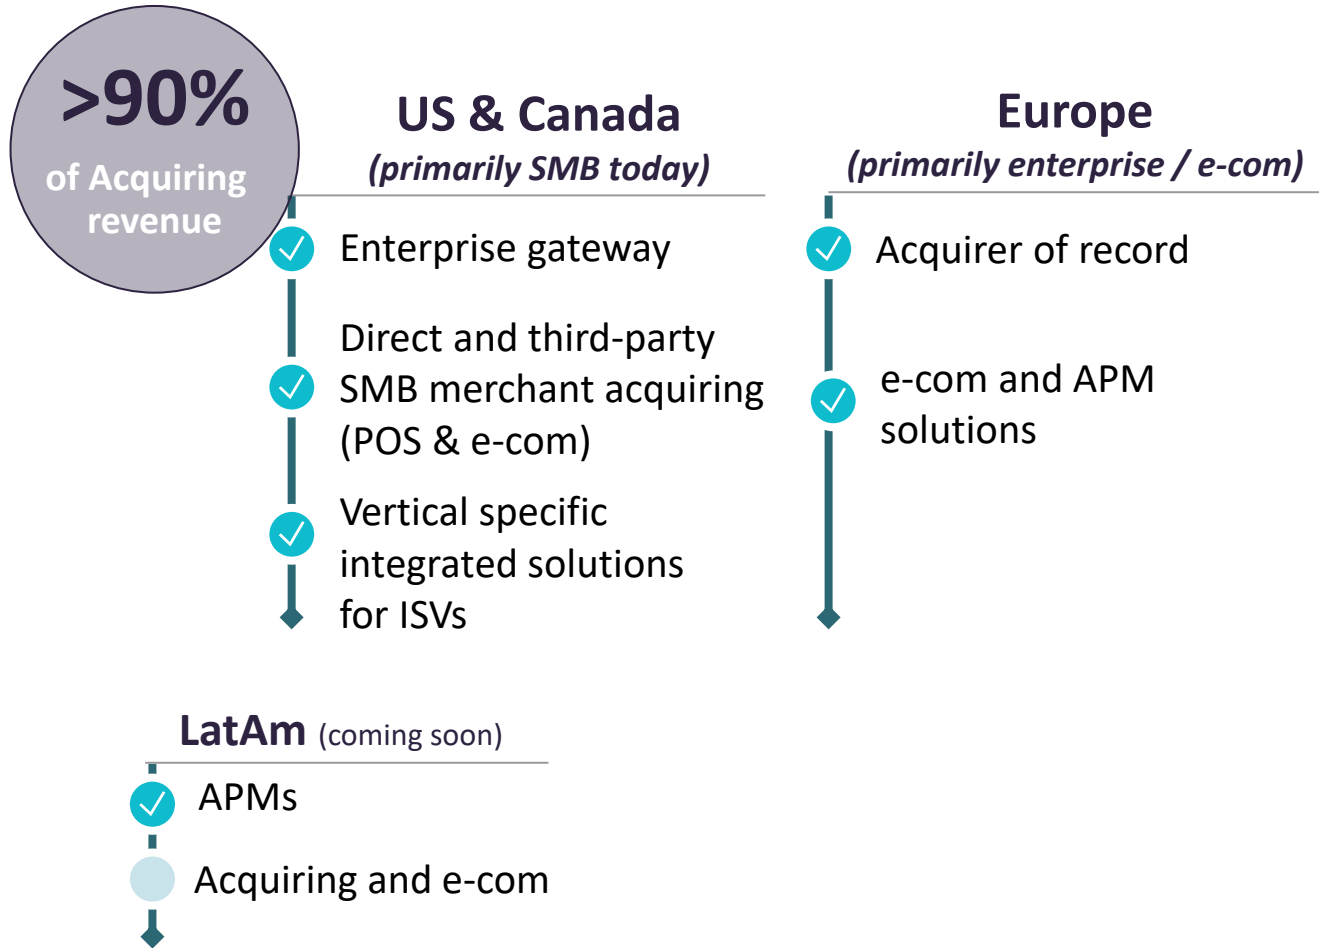 >90%
of Acquiring
revenue
US & Canada
(primarily SMB today)
Enterprise gateway
Direct and third-party
SMB merchant acquiring
(POS & e-com)
Vertical specific
integrated solutions
for ISVs
Europe
(primarily enterprise / e-com)
Acquirer of record
e-com and APM
solutions
LatAm (coming soon)
APMs
Acquiring and e-com